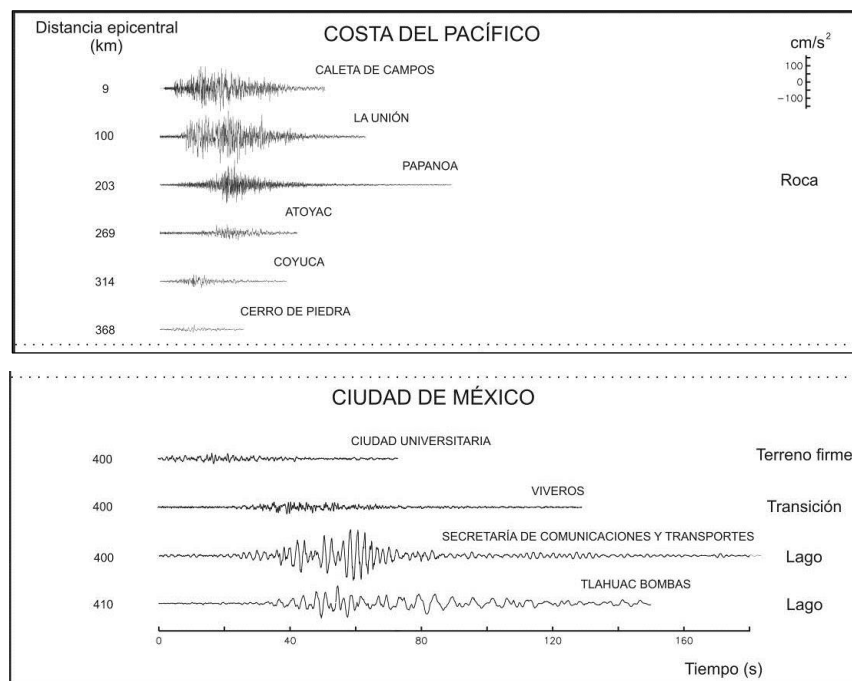 Distancia epicentral
(km)
COSTA DEL PACÍFICO
cm/s²
100
0
−100
CALETA DE CAMPOS
9
LA UNIÓN
100
PAPANOA
203
Roca
ATOYAC
269
COYUCA
314
CERRO DE PIEDRA
368
CIUDAD DE MÉXICO
CIUDAD UNIVERSITARIA
400
Terreno firme
VIVEROS
400
Transición
SECRETARÍA DE COMUNICACIONES Y TRANSPORTES
400
Lago
TLAHUAC BOMBAS
410
Lago
0 40 80 120 160
Tiempo (s)